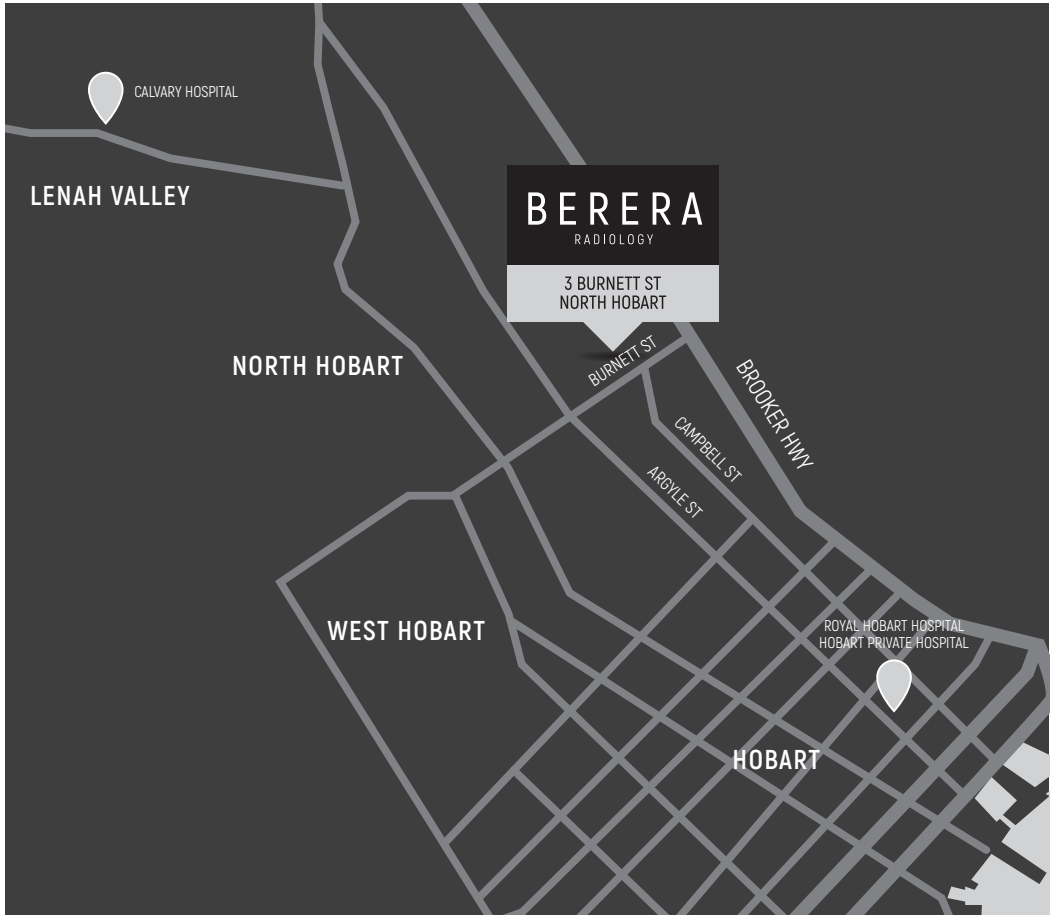 CALVARY HOSPITAL
LENAH VALLEY
BERERA
RADIOLOGY
3 BURNETT ST
NORTH HOBART
BURNETT ST
NORTH HOBART
BROOKER HWY
CAMPBELL ST
ARGYLE ST
WEST HOBART
ROYAL HOBART HOSPITAL
HOBART PRIVATE HOSPITAL
HOBART